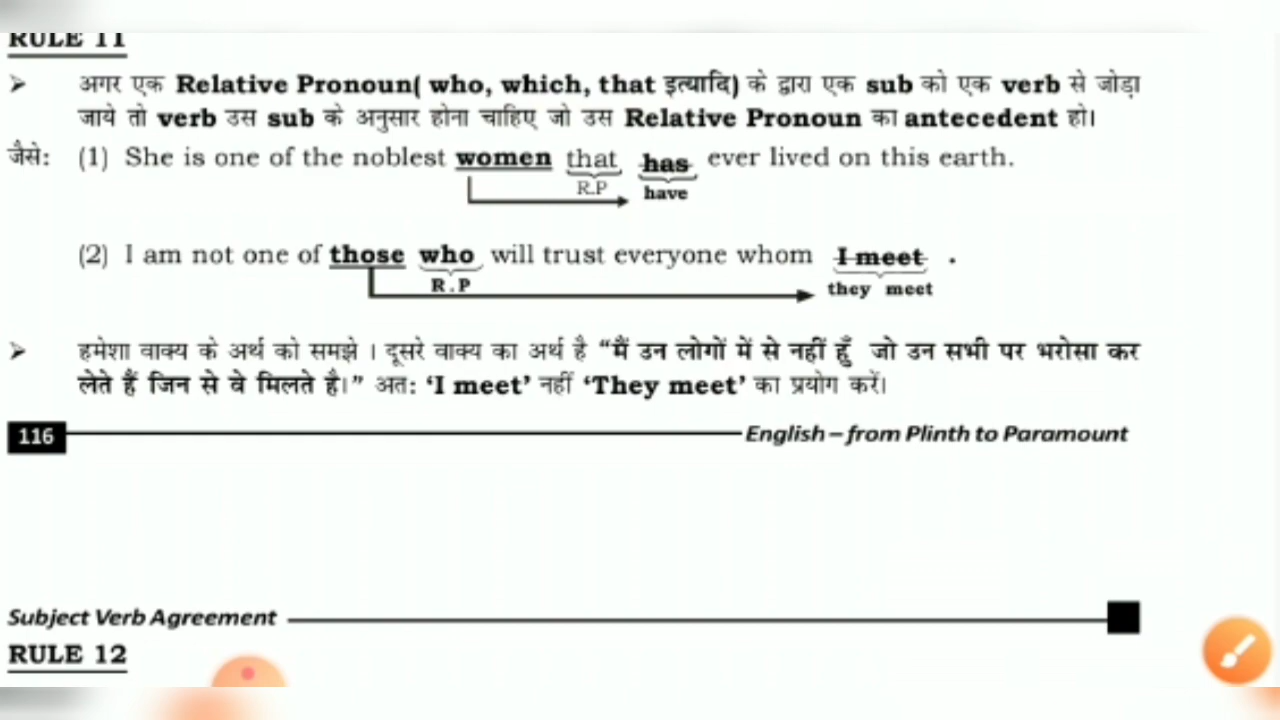 RULE 11
➢ अगर एक Relative Pronoun( who, which, that इत्यादि) के द्वारा एक sub को एक verb से जोड़ा
जाये तो verb उस sub के अनुसार होना चाहिए जो उस Relative Pronoun का antecedent हो।
जैसे: (1) She is one of the noblest women that has ever lived on this earth.
R.P have
(2) I am not one of those who will trust everyone whom I meet .
R.P they meet
➢ हमेशा वाक्य के अर्थ को समझे । दूसरे वाक्य का अर्थ है “मैं उन लोगों में से नहीं हूँ जो उन सभी पर भरोसा कर
लेते हैं जिन से वे मिलते है।” अत: ‘I meet’ नहीं ‘They meet’ का प्रयोग करें।
116 English – from Plinth to Paramount
Subject Verb Agreement
RULE 12